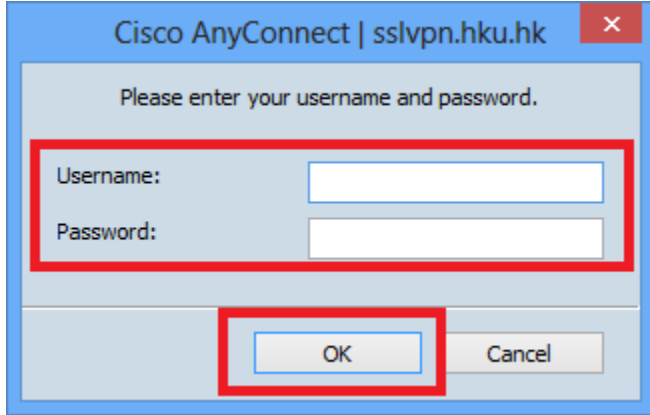 Cisco AnyConnect | sslvpn.hku.hk
Please enter your username and password.
Username:
Password:
OK
Cancel